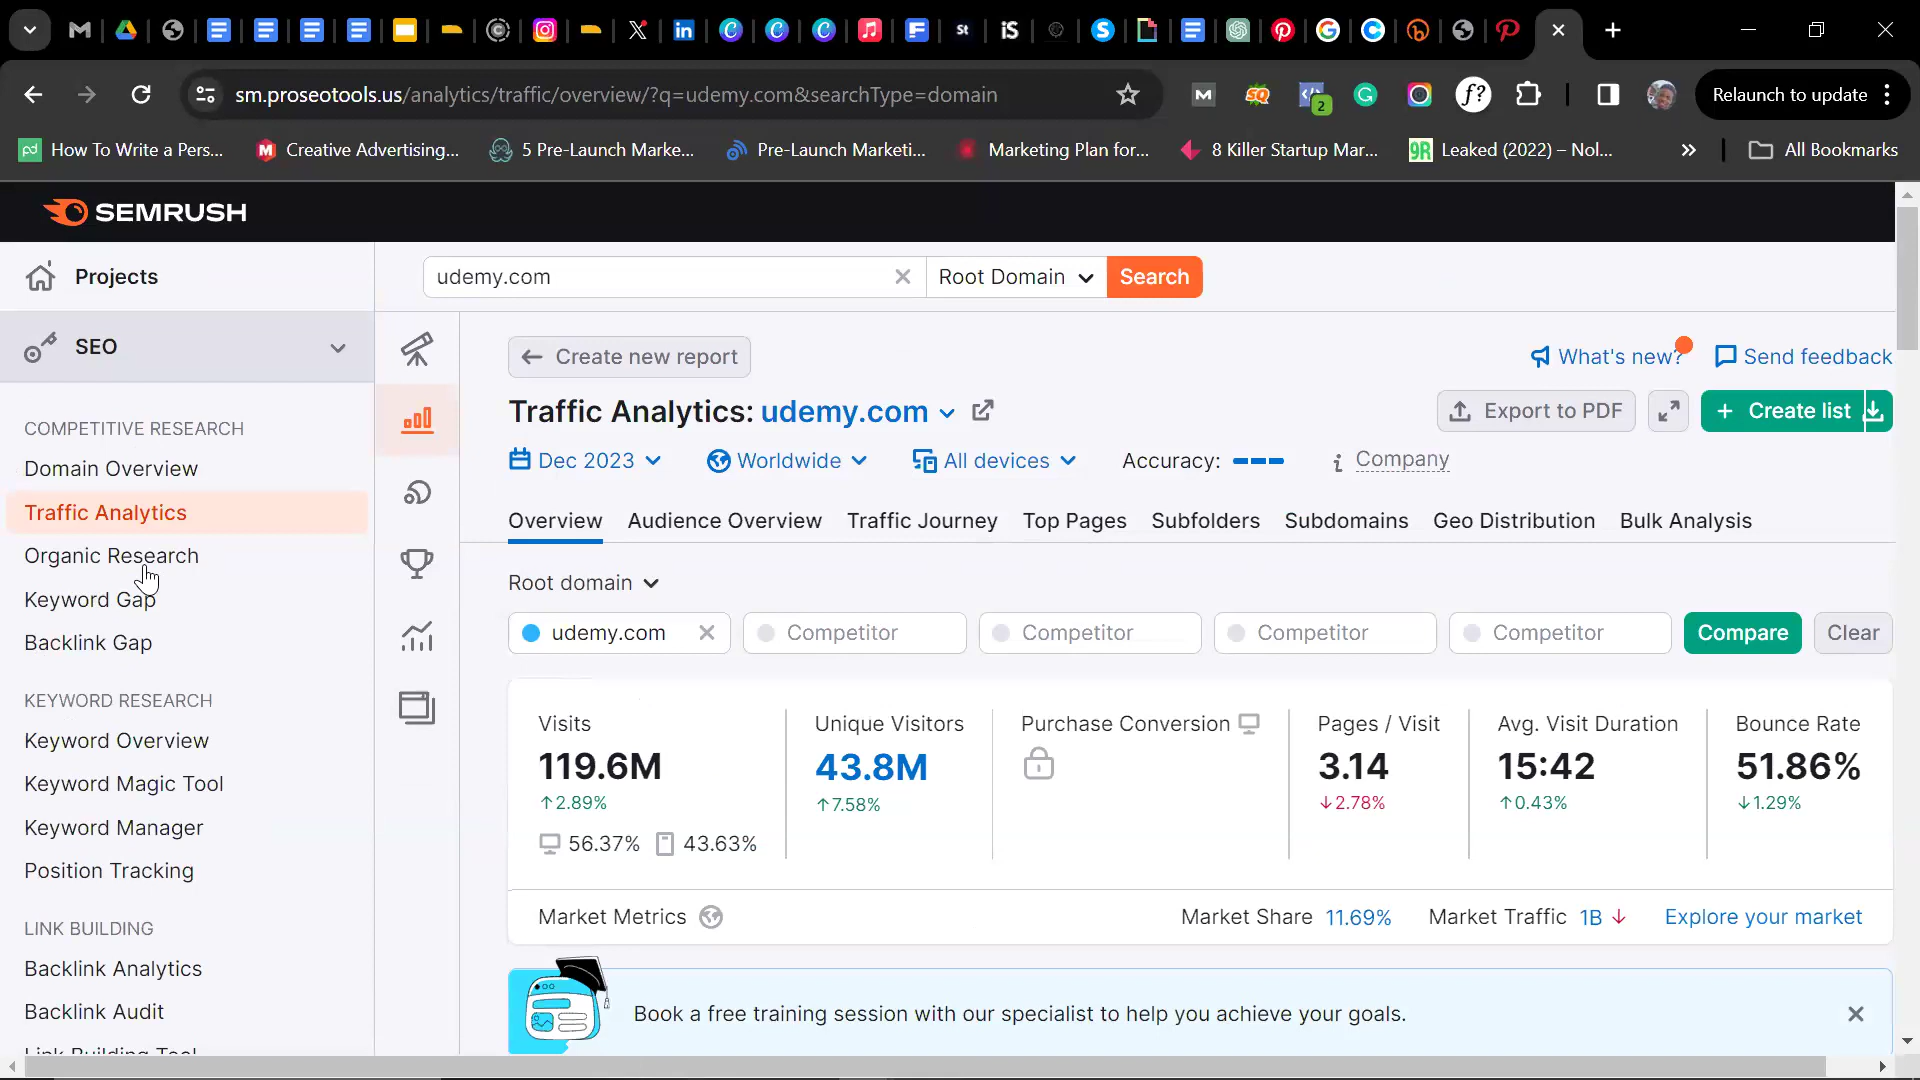 sm.proseotools.us/analytics/traffic/overview/?q=udemy.com&searchType=domain
2
f?
Relaunch to update
How To Write a Pers...
Creative Advertising...
5 Pre-Launch Marke...
Pre-Launch Marketi...
Marketing Plan for...
8 Killer Startup Mar...
Leaked (2022) – Nol...
All Bookmarks
SEMRUSH
Projects
udemy.com
Root Domain
Search
SEO
Create new report
What's new?
Send feedback
Traffic Analytics: udemy.com
Export to PDF
+ Create list
COMPETITIVE RESEARCH
Domain Overview
Dec 2023
Worldwide
All devices
Accuracy:
Company
Traffic Analytics
Overview
Audience Overview
Traffic Journey
Top Pages
Subfolders
Subdomains
Geo Distribution
Bulk Analysis
Organic Research
Root domain
Keyword Gap
Backlink Gap
udemy.com
Competitor
Competitor
Competitor
Competitor
Compare
Clear
KEYWORD RESEARCH
Keyword Overview
Keyword Magic Tool
Keyword Manager
Position Tracking
Visits
119.6M
↑2.89%
56.37%
43.63%
Unique Visitors
43.8M
↑7.58%
Purchase Conversion
Pages / Visit
3.14
↓2.78%
Avg. Visit Duration
15:42
↑0.43%
Bounce Rate
51.86%
↓1.29%
Market Metrics
Market Share 11.69%
Market Traffic 1B ↓
Explore your market
LINK BUILDING
Backlink Analytics
Backlink Audit
Link Building Tool
Book a free training session with our specialist to help you achieve your goals.